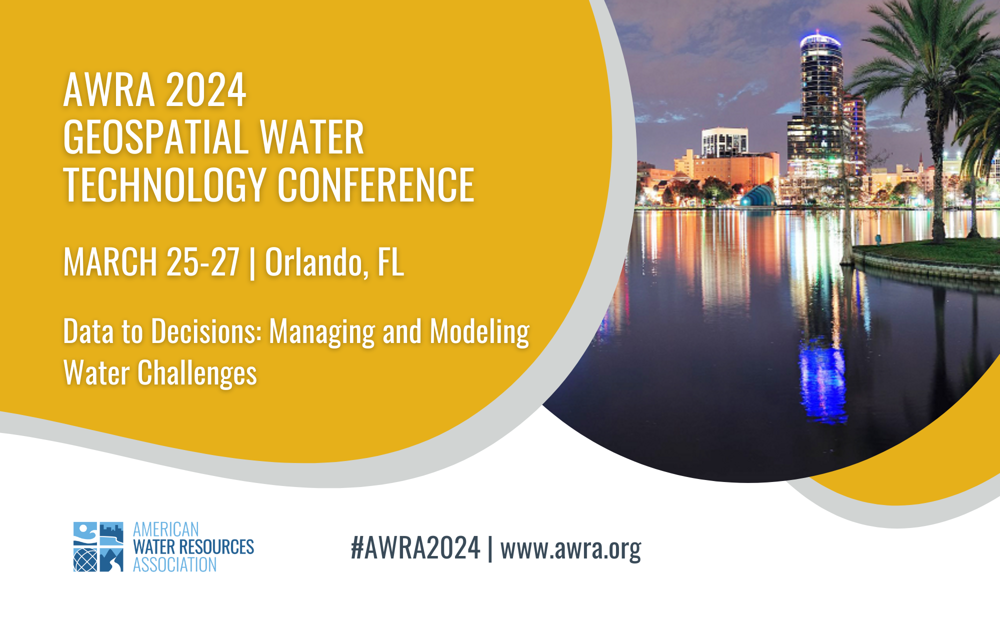 AWRA 2024
GEOSPATIAL WATER
TECHNOLOGY CONFERENCE
MARCH 25-27 | Orlando, FL
Data to Decisions: Managing and Modeling
Water Challenges
AMERICAN
WATER RESOURCES
ASSOCIATION
#AWRA2024 | www.awra.org